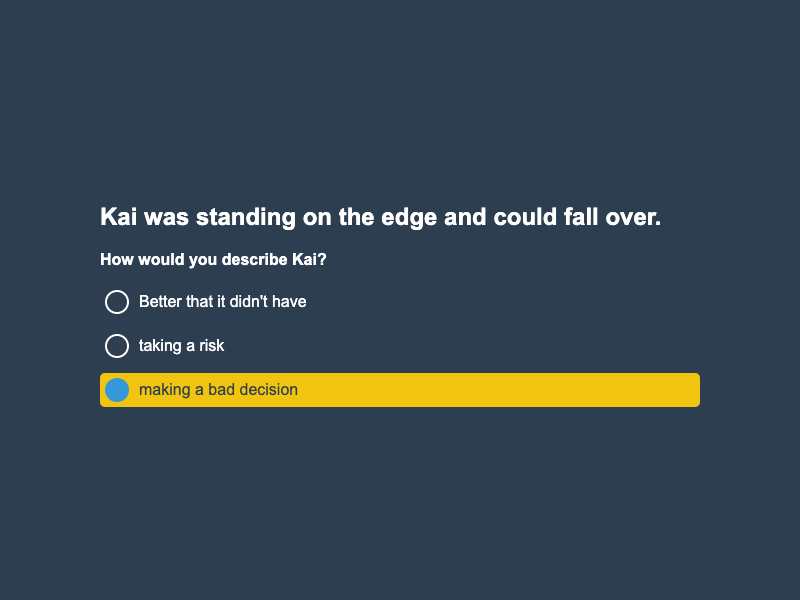 Kai was standing on the edge and could fall over.
How would you describe Kai?
Better that it didn't have
taking a risk
making a bad decision